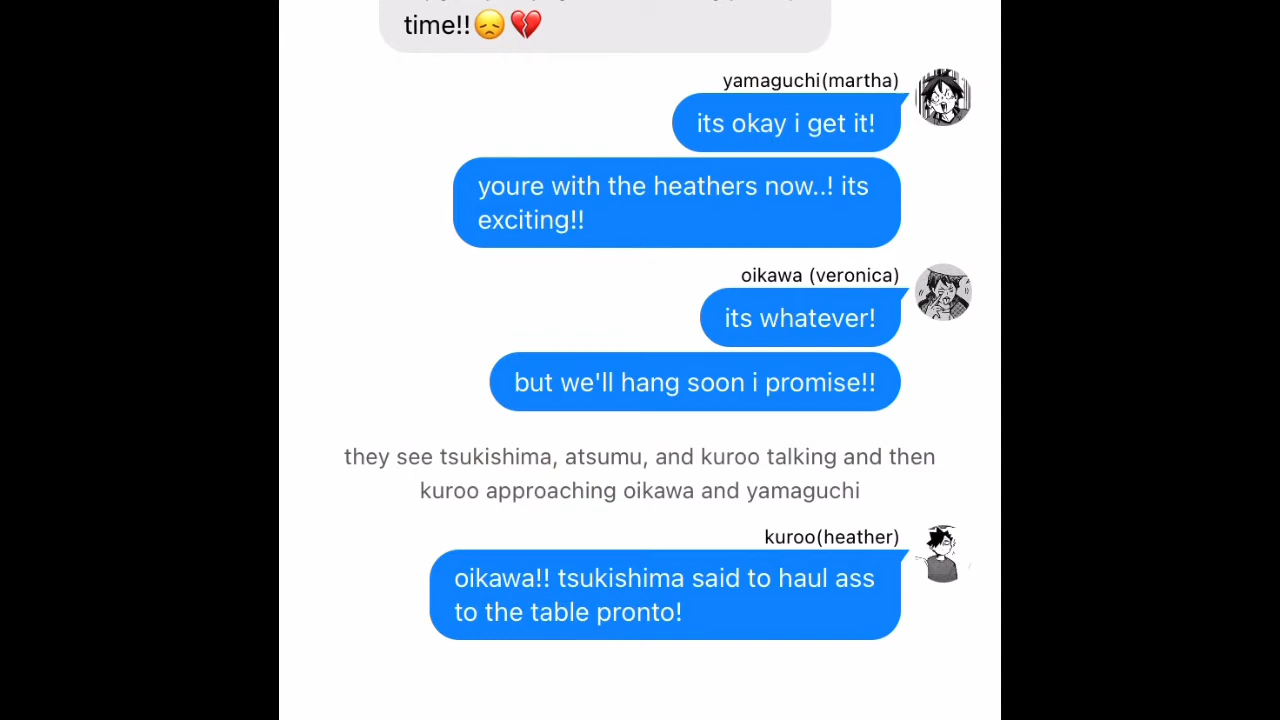 time!!😞💔
yamaguchi(martha)
its okay i get it!
youre with the heathers now..! its
exciting!!
oikawa (veronica)
its whatever!
but we'll hang soon i promise!!
they see tsukishima, atsumu, and kuroo talking and then
kuroo approaching oikawa and yamaguchi
kuroo(heather)
oikawa!! tsukishima said to haul ass
to the table pronto!